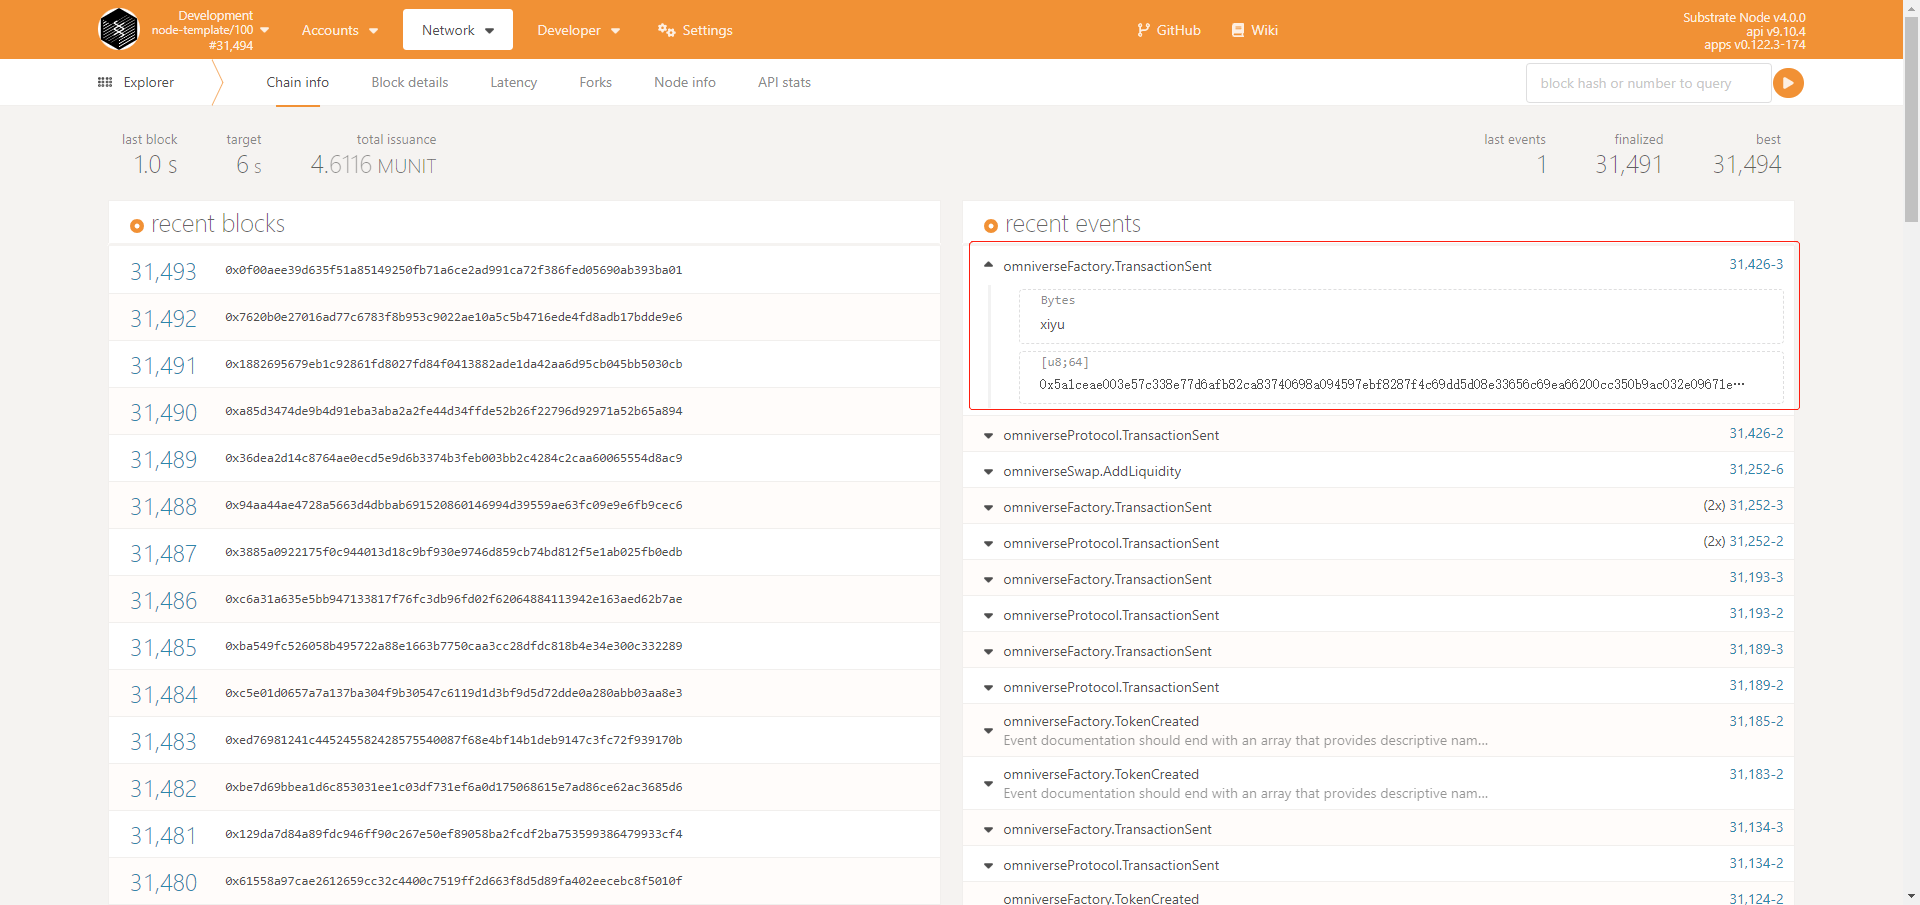 Development
node-template/100
#31,494
Accounts
Network
Developer
Settings
GitHub
Wiki
Substrate Node v4.0.0
api v9.10.4
apps v0.122.3-174
Explorer
Chain info
Block details
Latency
Forks
Node info
API stats
block hash or number to query
last block
1.0 s
target
6 s
total issuance
4.6116 MUNIT
last events
1
finalized
31,491
best
31,494
recent blocks
31,493 0x0f00aee39d635f51a85149250fb71a6ce2ad991ca72f386fed05690ab393ba01
31,492 0x7620b0e27016ad77c6783f8b953c9022ae10a5c5b4716ede4fd8adb17bdde9e6
31,491 0x1882695679eb1c92861fd8027fd84f0413882ade1da42aa6d95cb045bb5030cb
31,490 0xa85d3474de9b4d91eba3aba2a2fe44d34ffde52b26f22796d92971a52b65a894
31,489 0x36dea2d14c8764ae0ecd5e9d6b3374b3feb003bb2c4284c2caa60065554d8ac9
31,488 0x94aa44ae4728a5663d4dbbab691520860146994d39559ae63fc09e9e6fb9cec6
31,487 0x3885a0922175f0c944013d18c9bf930e9746d859cb74bd812f5e1ab025fb0edb
31,486 0xc6a31a635e5bb947133817f76fc3db96fd02f62064884113942e163aed62b7ae
31,485 0xba549fc526058b495722a88e1663b7750caa3cc28dfdc818b4e34e300c332289
31,484 0xc5e01d0657a7a137ba304f9b30547c6119d1d3bf9d5d72dde0a280abb03aa8e3
31,483 0xed76981241c445245582428575540087f68e4bf14b1deb9147c3fc72f939170b
31,482 0xbe7d69bbea1d6c853031ee1c03df731ef6a0d175068615e7ad86ce62ac3685d6
31,481 0x129da7d84a89fdc946ff90c267e50ef89058ba2fcdf2ba753599386479933cf4
31,480 0x61558a97cae2612659cc32c4400c7519ff2d663f8d5d89fa402eecebc8f5010f
recent events
omniverseFactory.TransactionSent 31,426-3
Bytes
xiyu
[u8;64]
0x5a1ceae003e57c338e77d6afb82ca83740698a094597ebf8287f4c69dd5d08e33656c69ea66200cc350b9ac032e09671e…
omniverseProtocol.TransactionSent 31,426-2
omniverseSwap.AddLiquidity 31,252-6
omniverseFactory.TransactionSent (2x) 31,252-3
omniverseProtocol.TransactionSent (2x) 31,252-2
omniverseFactory.TransactionSent 31,193-3
omniverseProtocol.TransactionSent 31,193-2
omniverseFactory.TransactionSent 31,189-3
omniverseProtocol.TransactionSent 31,189-2
omniverseFactory.TokenCreated 31,185-2
Event documentation should end with an array that provides descriptive nam...
omniverseFactory.TokenCreated 31,183-2
Event documentation should end with an array that provides descriptive nam...
omniverseFactory.TransactionSent 31,134-3
omniverseProtocol.TransactionSent 31,134-2
omniverseFactory.TokenCreated 31,124-2